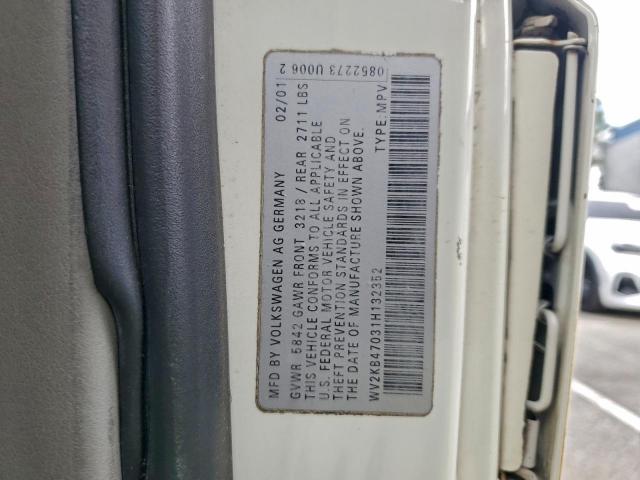 0852273 U006 2
MFD BY VOLKSWAGEN AG GERMANY 02/01
GVWR 5842 GAWR FRONT 3218 / REAR 2711 LBS
THIS VEHICLE CONFORMS TO ALL APPLICABLE
U.S. FEDERAL MOTOR VEHICLE SAFETY AND
THEFT PREVENTION STANDARDS IN EFFECT ON
THE DATE OF MANUFACTURE SHOWN ABOVE.
WV2KB47031H132352 TYPE: MPV